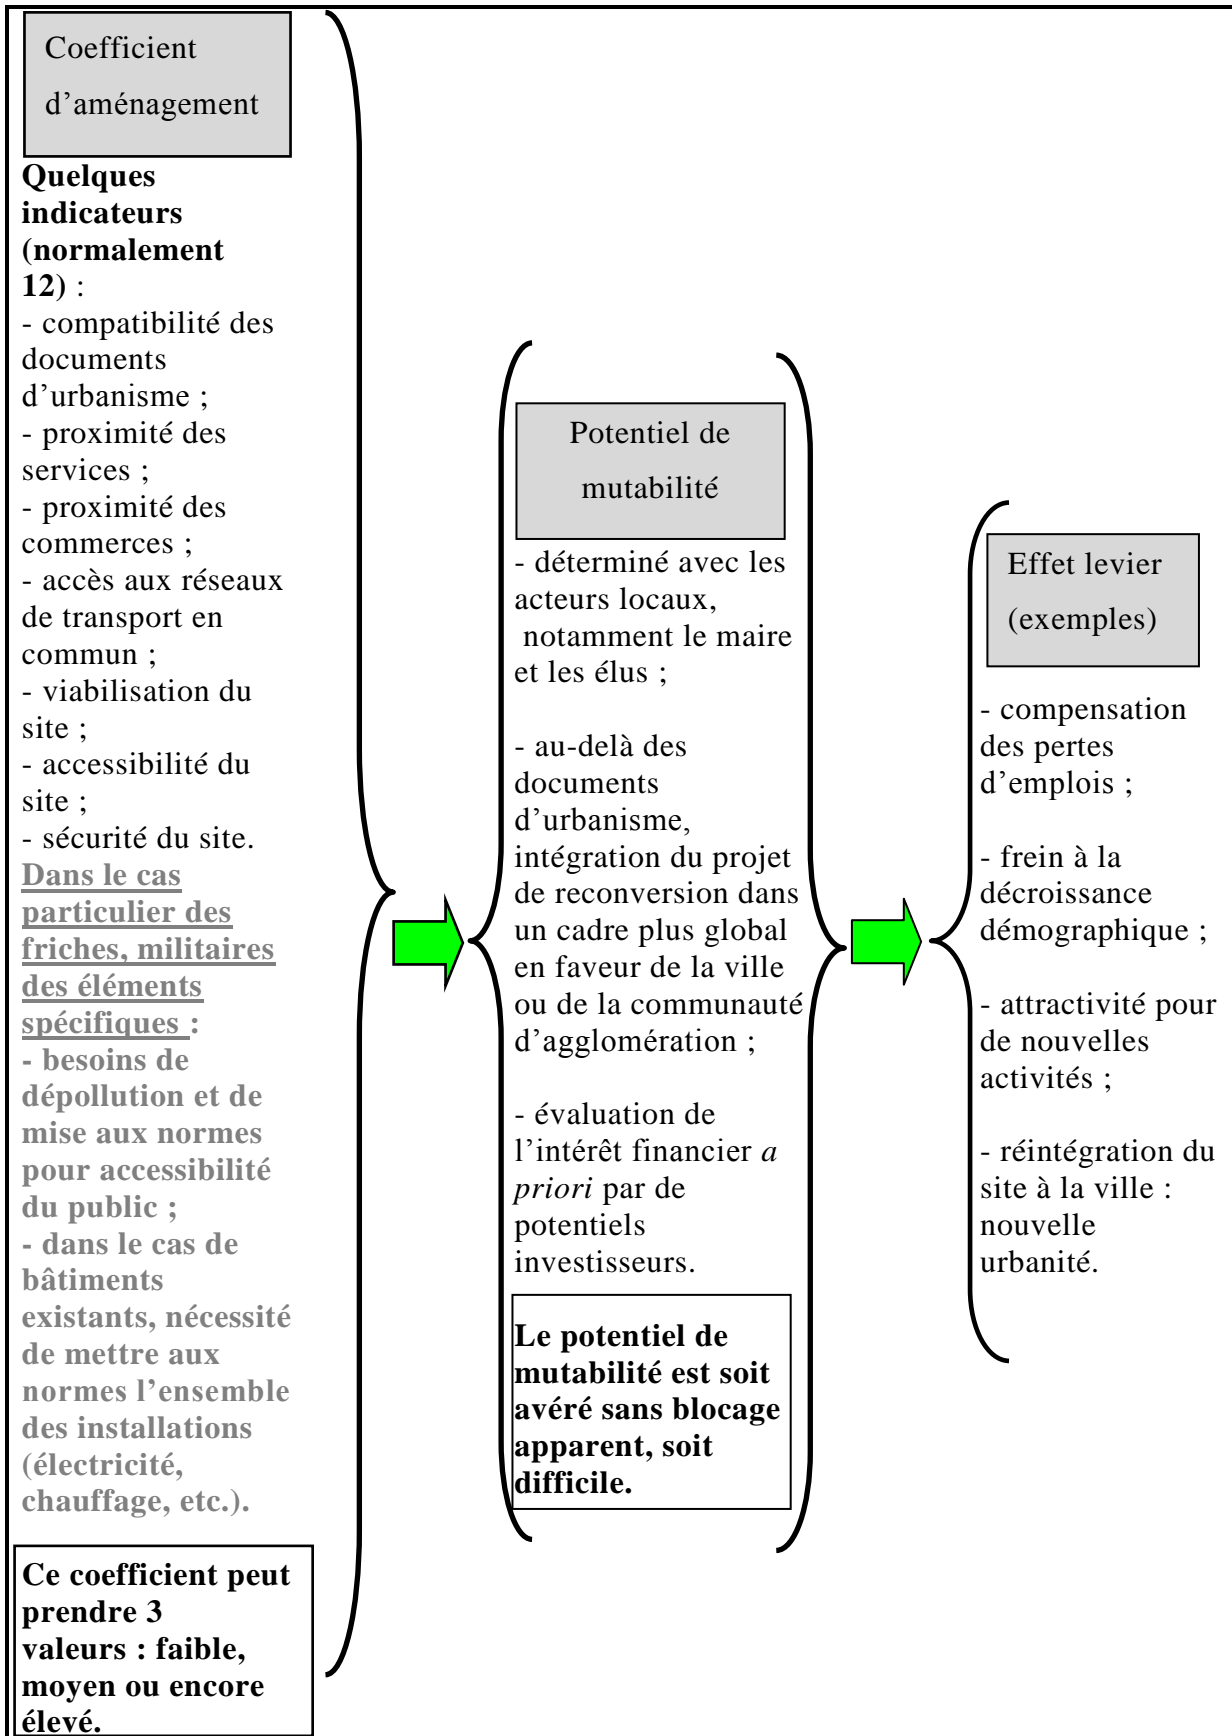 Coefficient
d’aménagement
Quelques
indicateurs
(normalement
12) :
- compatibilité des
documents
d’urbanisme ;
- proximité des
services ;
- proximité des
commerces ;
- accès aux réseaux
de transport en
commun ;
- viabilisation du
site ;
- accessibilité du
site ;
- sécurité du site.
Dans le cas
particulier des
friches, militaires
des éléments
spécifiques :
- besoins de
dépollution et de
mise aux normes
pour accessibilité
du public ;
- dans le cas de
bâtiments
existants, nécessité
de mettre aux
normes l’ensemble
des installations
(électricité,
chauffage, etc.).
Ce coefficient peut
prendre 3
valeurs : faible,
moyen ou encore
élevé.
Potentiel de
mutabilité
- déterminé avec les
acteurs locaux,
notamment le maire
et les élus ;
- au-delà des
documents
d’urbanisme,
intégration du projet
de reconversion dans
un cadre plus global
en faveur de la ville
ou de la communauté
d’agglomération ;
- évaluation de
l’intérêt financier a
priori par de
potentiels
investisseurs.
Le potentiel de
mutabilité est soit
avéré sans blocage
apparent, soit
difficile.
Effet levier
(exemples)
- compensation
des pertes
d’emplois ;
- frein à la
décroissance
démographique ;
- attractivité pour
de nouvelles
activités ;
- réintégration du
site à la ville :
nouvelle
urbanité.